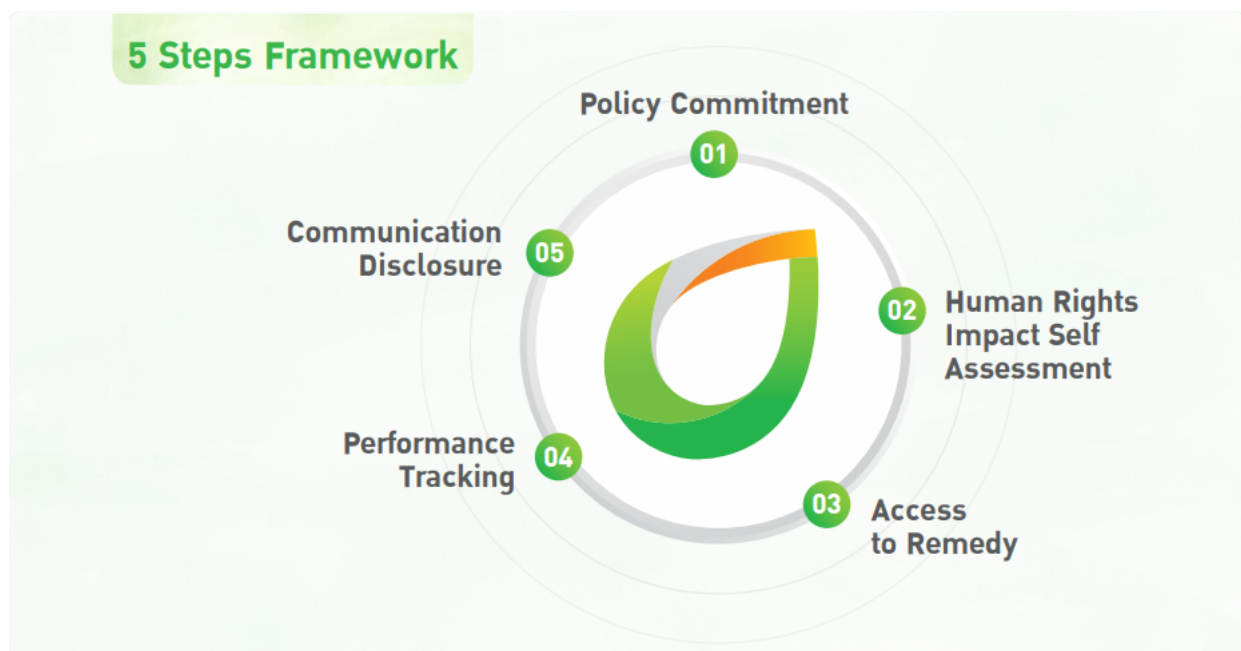 5 Steps Framework
Policy Commitment
01
02
Human Rights
Impact Self
Assessment
03
Access
to Remedy
04
Performance
Tracking
05
Communication
Disclosure